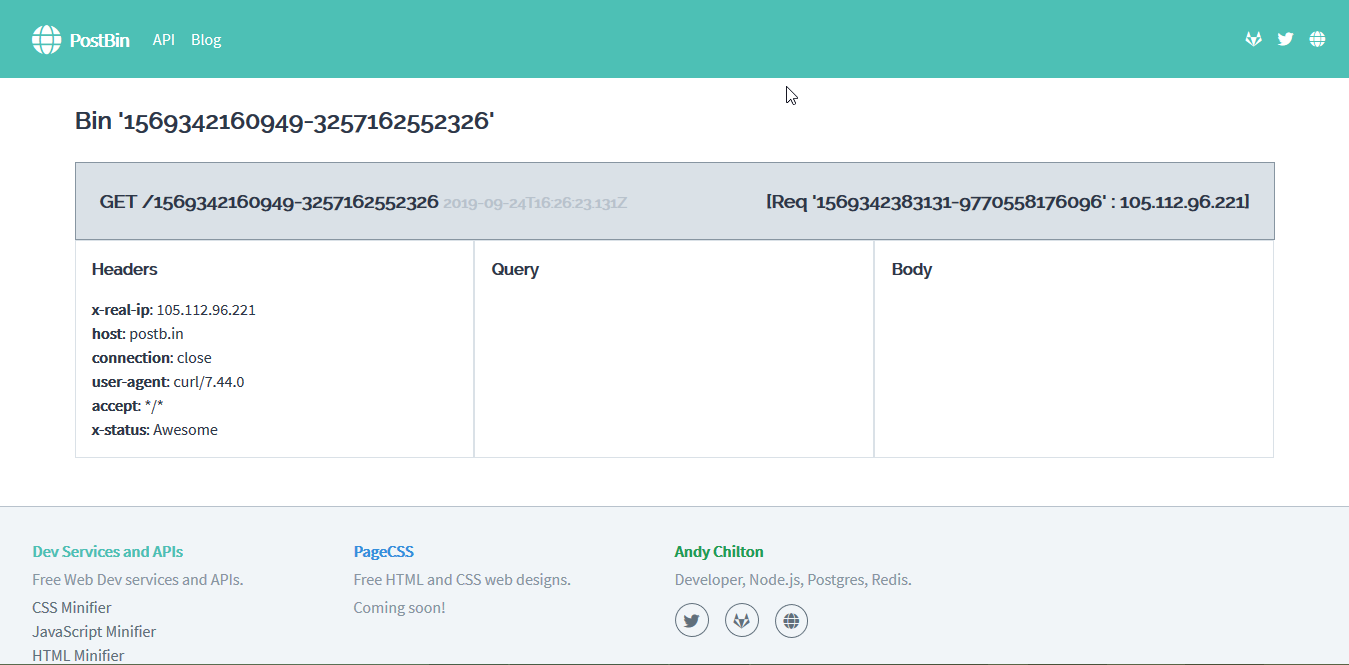 PostBin API Blog
Bin '1569342160949-3257162552326'
GET /1569342160949-3257162552326 2019-09-24T16:26:23.131Z [Req '1569342383131-9770558176096' : 105.112.96.221]
Headers
x-real-ip: 105.112.96.221
host: postb.in
connection: close
user-agent: curl/7.44.0
accept: */*
x-status: Awesome
Query
Body
Dev Services and APIs
Free Web Dev services and APIs.
CSS Minifier
JavaScript Minifier
HTML Minifier
PageCSS
Free HTML and CSS web designs.
Coming soon!
Andy Chilton
Developer, Node.js, Postgres, Redis.